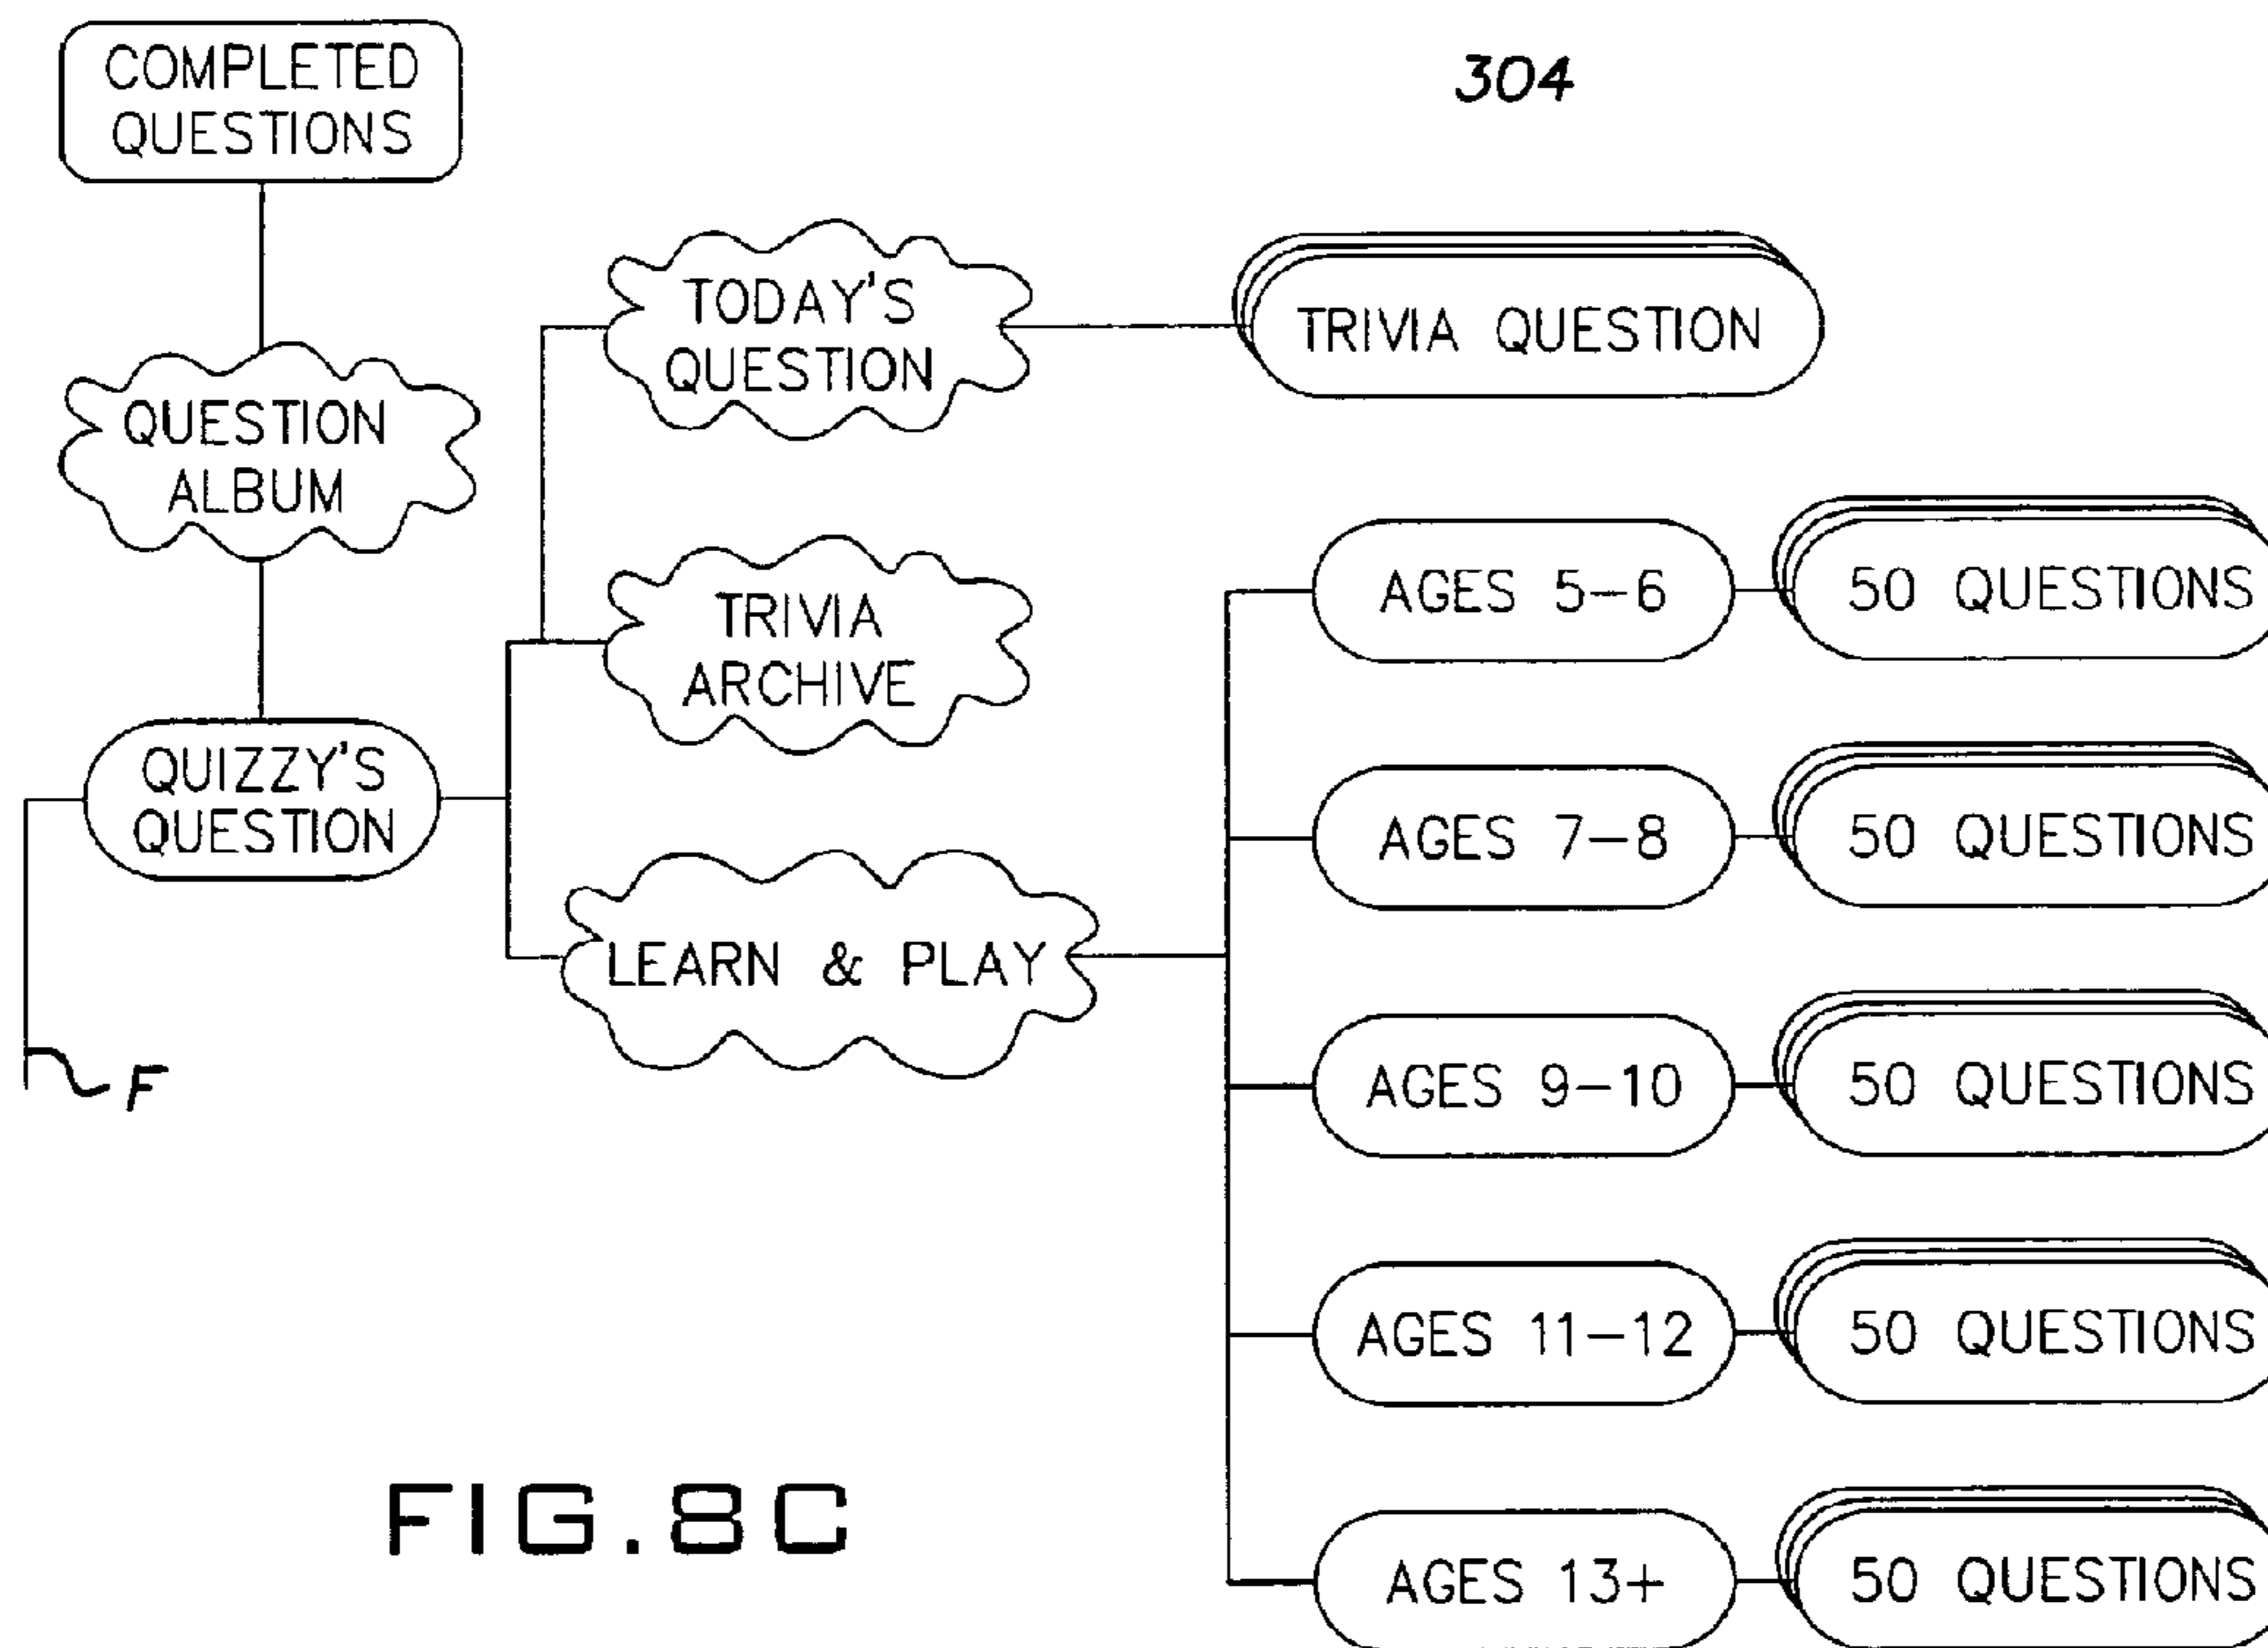 COMPLETED
QUESTIONS
304
QUESTION
ALBUM
TODAY'S
QUESTION
TRIVIA QUESTION
TRIVIA
ARCHIVE
QUIZZY'S
QUESTION
LEARN & PLAY
F
AGES 5-6
50 QUESTIONS
AGES 7-8
50 QUESTIONS
AGES 9-10
50 QUESTIONS
AGES 11-12
50 QUESTIONS
AGES 13+
50 QUESTIONS
FIG.8C